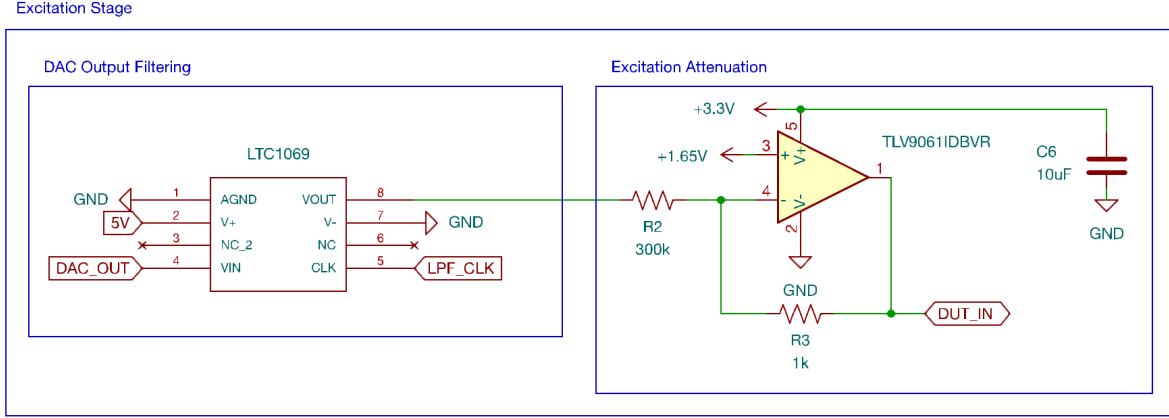 Excitation Stage
DAC Output Filtering
Excitation Attenuation
LTC1069
GND
1
AGND
VOUT
8
5V
2
V+
V-
7
GND
3
NC_2
NC
6
DAC_OUT
4
VIN
CLK
5
LPF_CLK
+3.3V
5
V+
TLV9061IDBVR
+1.65V
3
+
1
4
-
V-
2
R2
300k
GND
R3
1k
DUT_IN
C6
10uF
GND